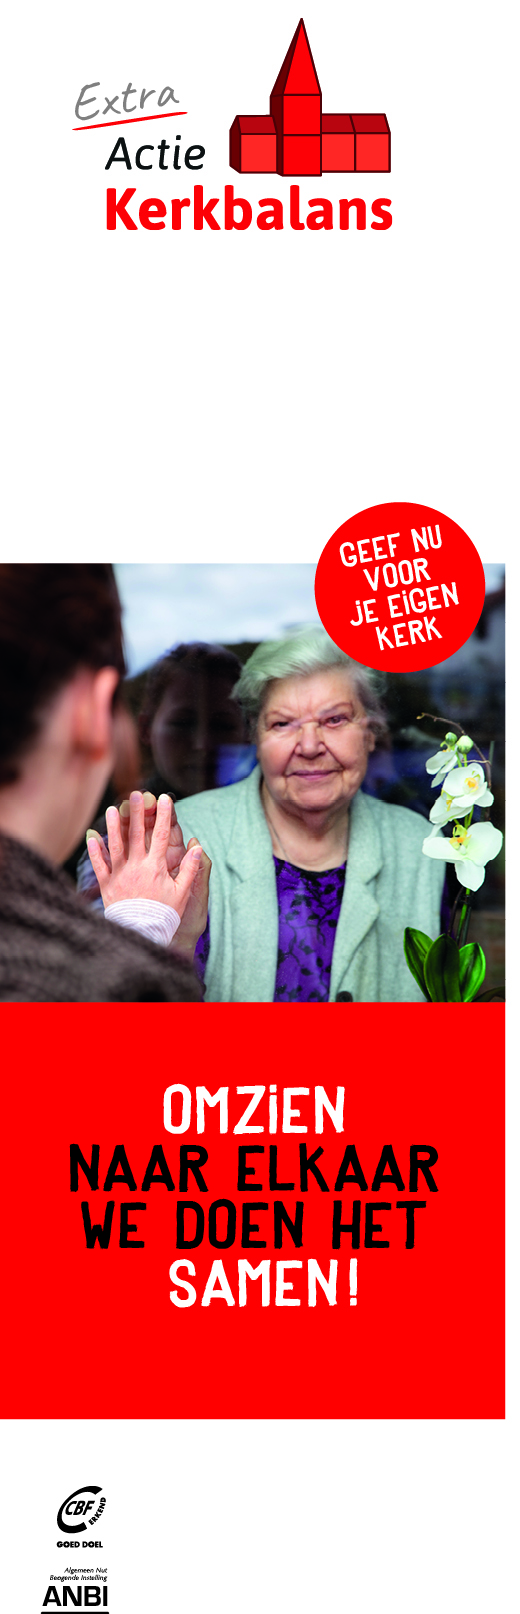 Extra
Actie
Kerkbalans
GEEF NU
VOOR
JE EIGEN
KERK
OMZIEN
NAAR ELKAAR
WE DOEN HET
SAMEN!
CBF
ERKEND
GOED DOEL
Algemeen Nut
Beogende Instelling
ANBI